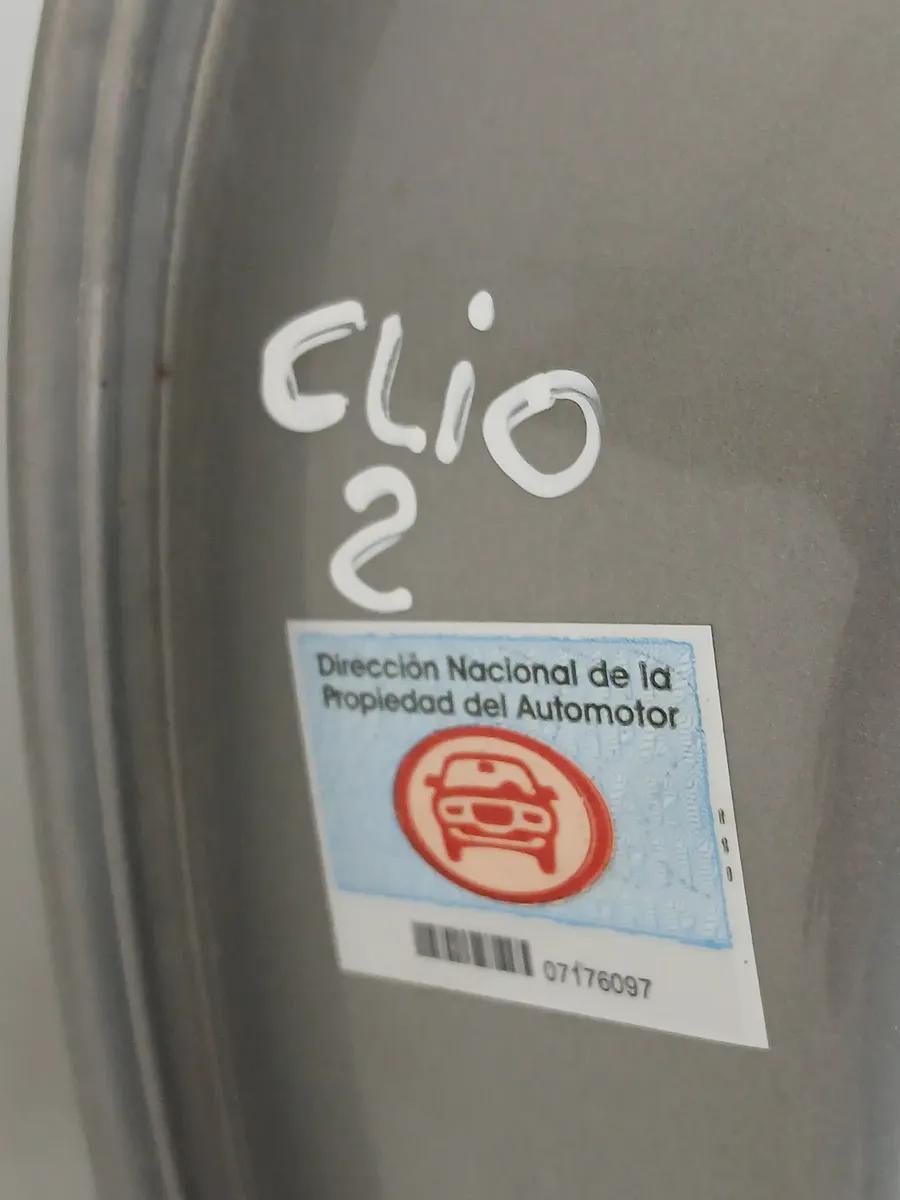 CLiO
2
Dirección Nacional de la
Propiedad del Automotor
07176097